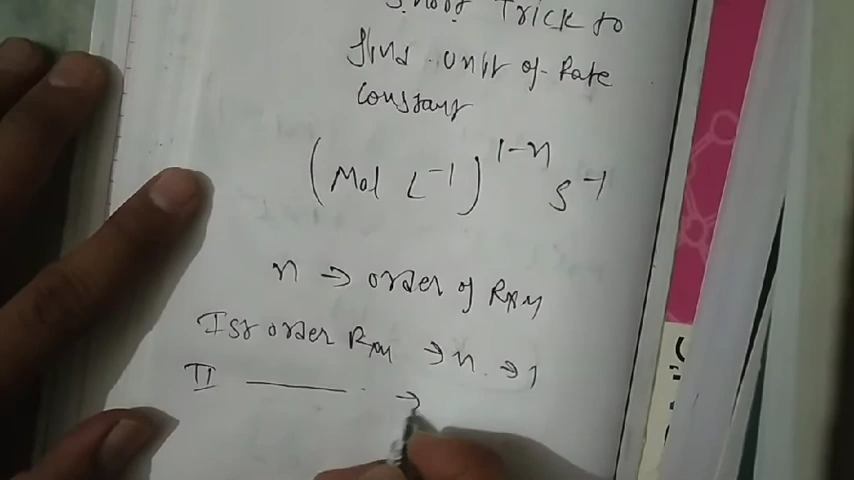 Short Trick to
find unit of Rate
constant
(Mol L⁻¹)¹⁻ⁿ s⁻¹
n → order of Rxn
Ist order Rxn → n → 1
II —— →